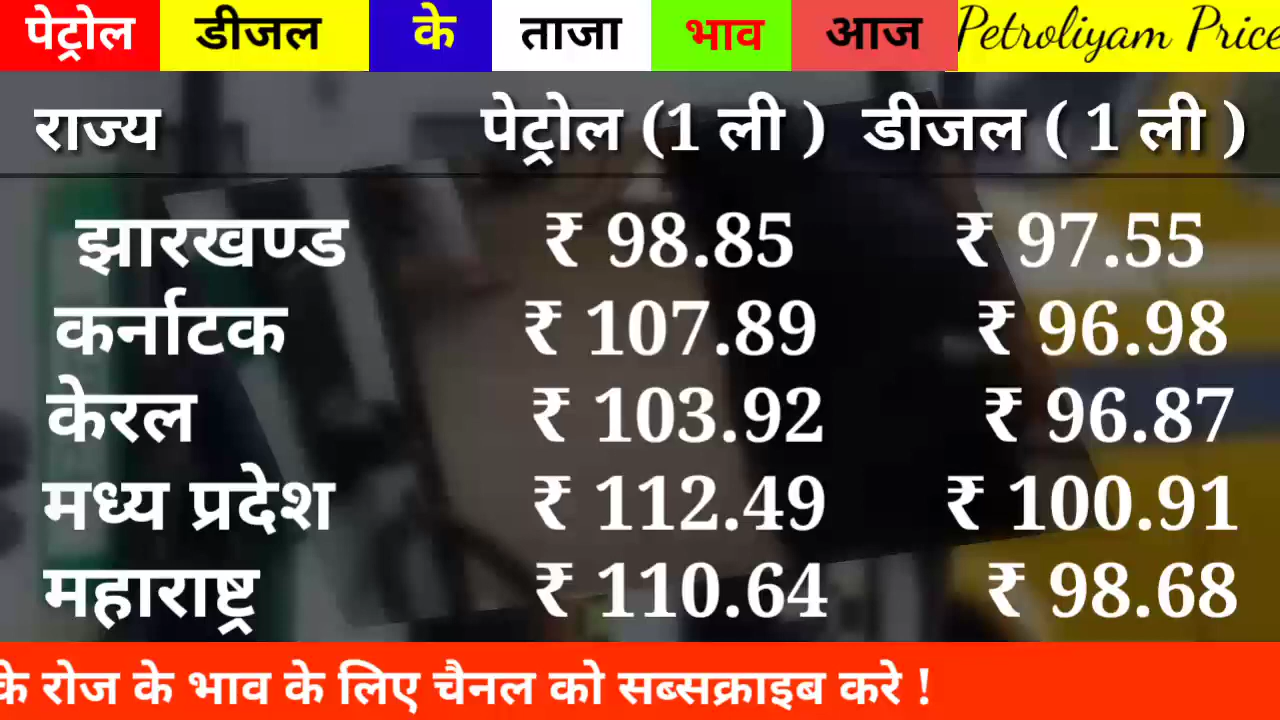 पेट्रोल डीजल के ताजा भाव आज Petroliyam Price
राज्य पेट्रोल (1 ली ) डीजल ( 1 ली )
झारखण्ड ₹ 98.85 ₹ 97.55
कर्नाटक ₹ 107.89 ₹ 96.98
केरल ₹ 103.92 ₹ 96.87
मध्य प्रदेश ₹ 112.49 ₹ 100.91
महाराष्ट्र ₹ 110.64 ₹ 98.68
के रोज के भाव के लिए चैनल को सब्सक्राइब करे !